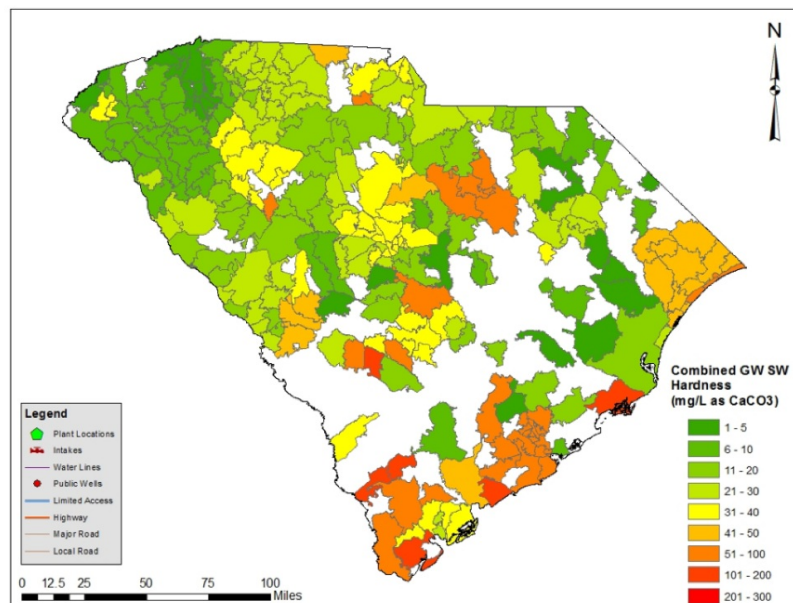 N
Combined GW SW
Hardness
(mg/L as CaCO3)
1 - 5
6 - 10
11 - 20
21 - 30
31 - 40
41 - 50
51 - 100
101 - 200
201 - 300
Legend
Plant Locations
Intakes
Water Lines
Public Wells
Limited Access
Highway
Major Road
Local Road
0 12.5 25 50 75 100
Miles